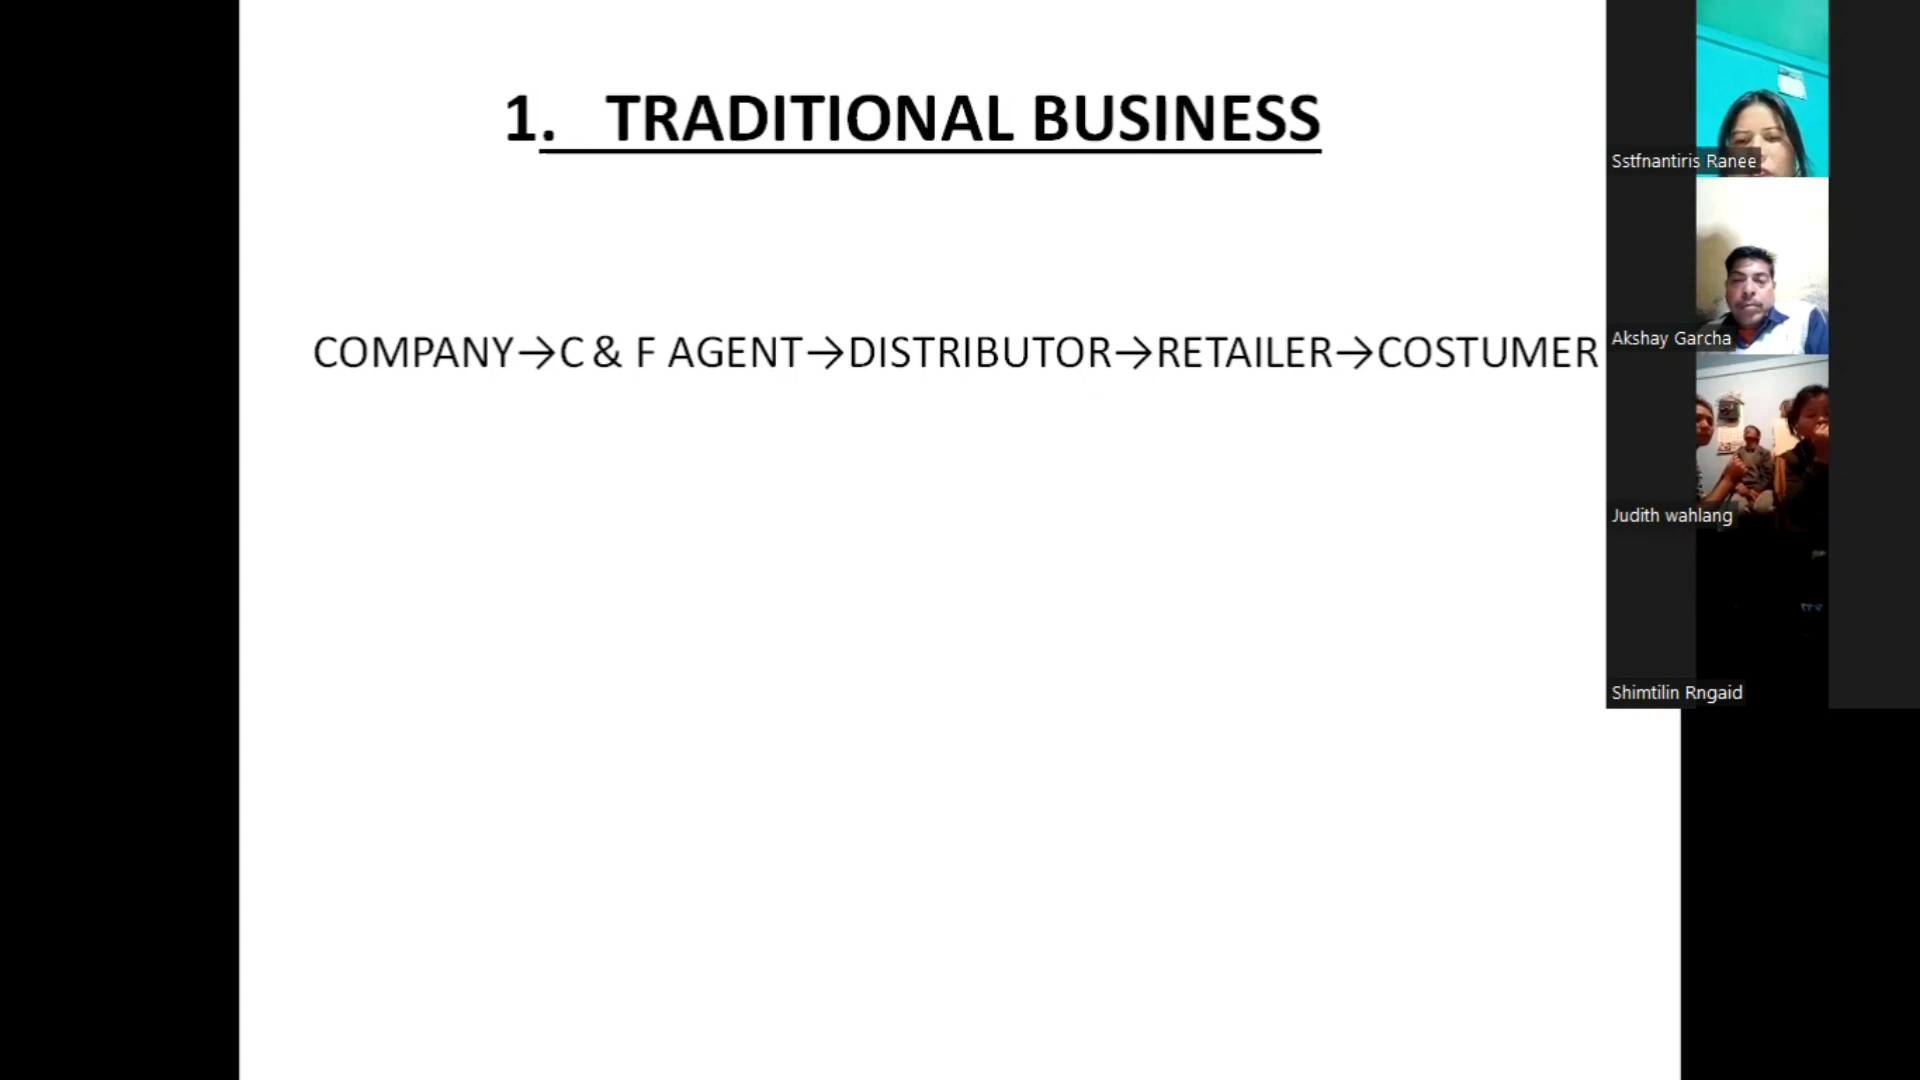 1. TRADITIONAL BUSINESS
COMPANY→C & F AGENT→DISTRIBUTOR→RETAILER→COSTUMER
Sstfnantiris Ranee
Akshay Garcha
Judith wahlang
Shimtilin Rngaid